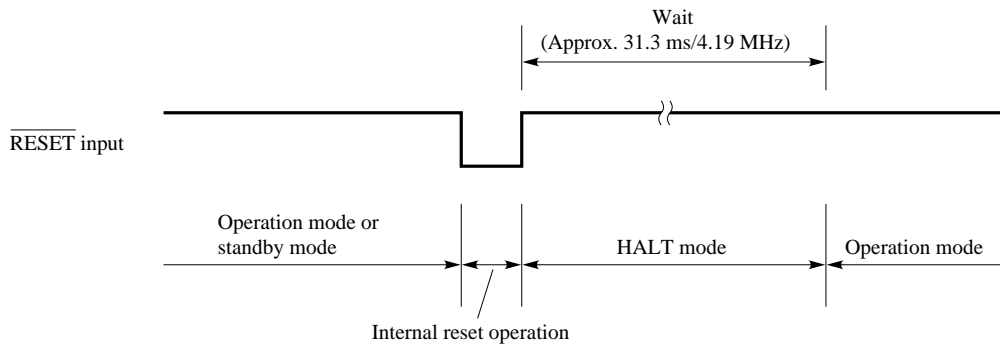 Wait
(Approx. 31.3 ms/4.19 MHz)
RESET input
Operation mode or
standby mode
HALT mode
Operation mode
Internal reset operation